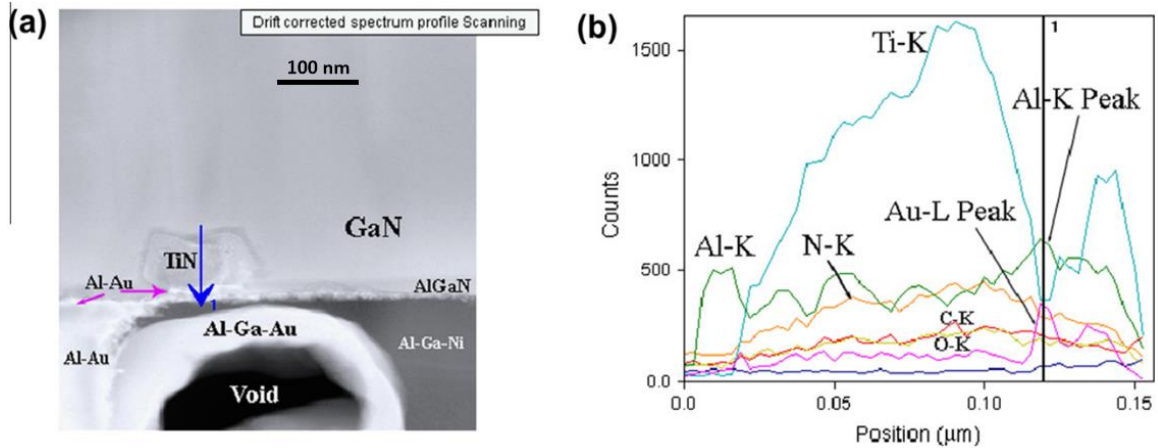 (a)
Drift corrected spectrum profile Scanning
100 nm
GaN
TiN
Al-Au
AlGaN
1
Al-Ga-Au
Al-Au
Al-Ga-Ni
Void
(b)
1
Ti-K
Al-K Peak
Au-L Peak
Al-K
N-K
C-K
O-K
1500
1000
500
0.0
Counts
0.0 0.05 0.10 0.15
Position (µm)